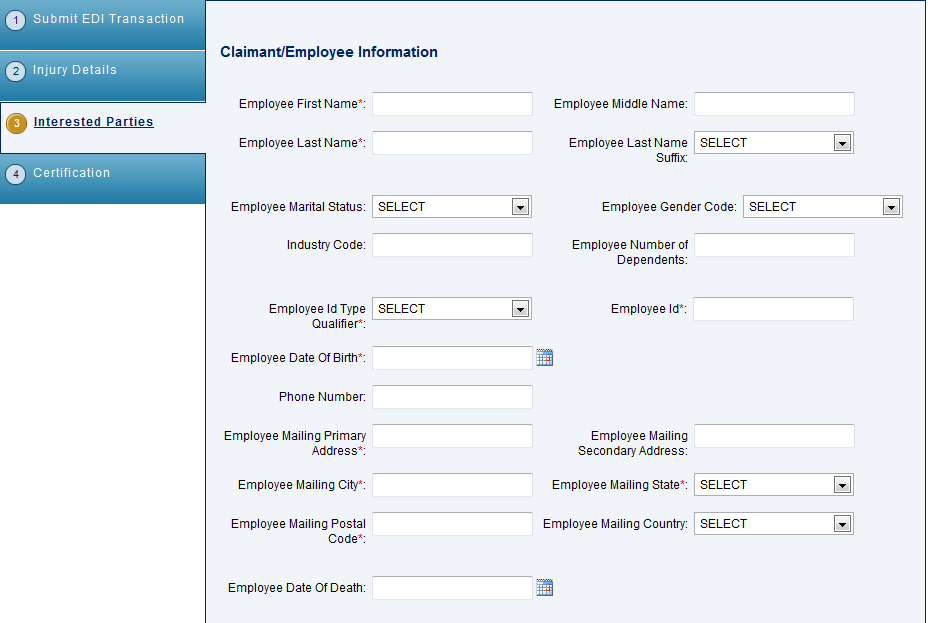 1 Submit EDI Transaction
2 Injury Details
3 Interested Parties
4 Certification
Claimant/Employee Information
Employee First Name*:
Employee Middle Name:
Employee Last Name*:
Employee Last Name
Suffix:
SELECT
Employee Marital Status:
SELECT
Employee Gender Code:
SELECT
Industry Code:
Employee Number of
Dependents:
Employee Id Type
Qualifier*:
SELECT
Employee Id*:
Employee Date Of Birth*:
Phone Number:
Employee Mailing Primary
Address*:
Employee Mailing
Secondary Address:
Employee Mailing City*:
Employee Mailing State*:
SELECT
Employee Mailing Postal
Code*:
Employee Mailing Country:
SELECT
Employee Date Of Death: